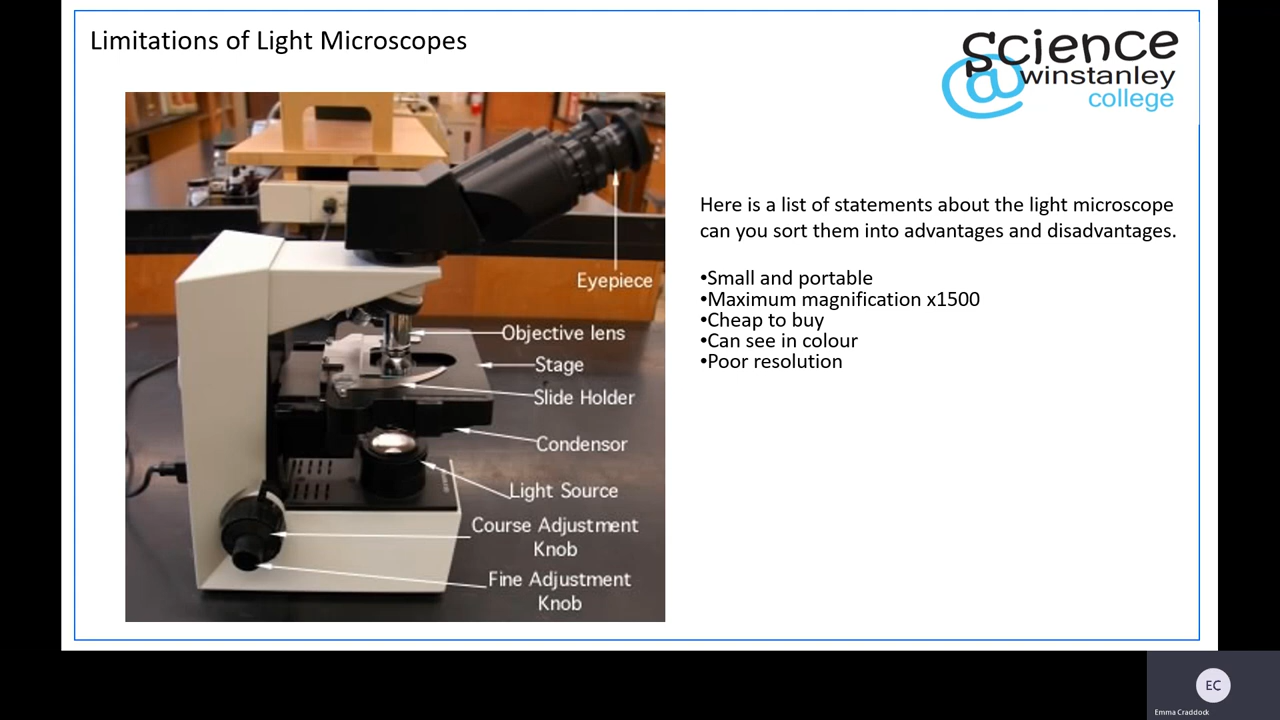 Limitations of Light Microscopes
science
@winstanley
college
Here is a list of statements about the light microscope
can you sort them into advantages and disadvantages.
•Small and portable
•Maximum magnification x1500
•Cheap to buy
•Can see in colour
•Poor resolution
Eyepiece
Objective lens
Stage
Slide Holder
Condensor
Light Source
Course Adjustment
Knob
Fine Adjustment
Knob
EC
Emma Craddock